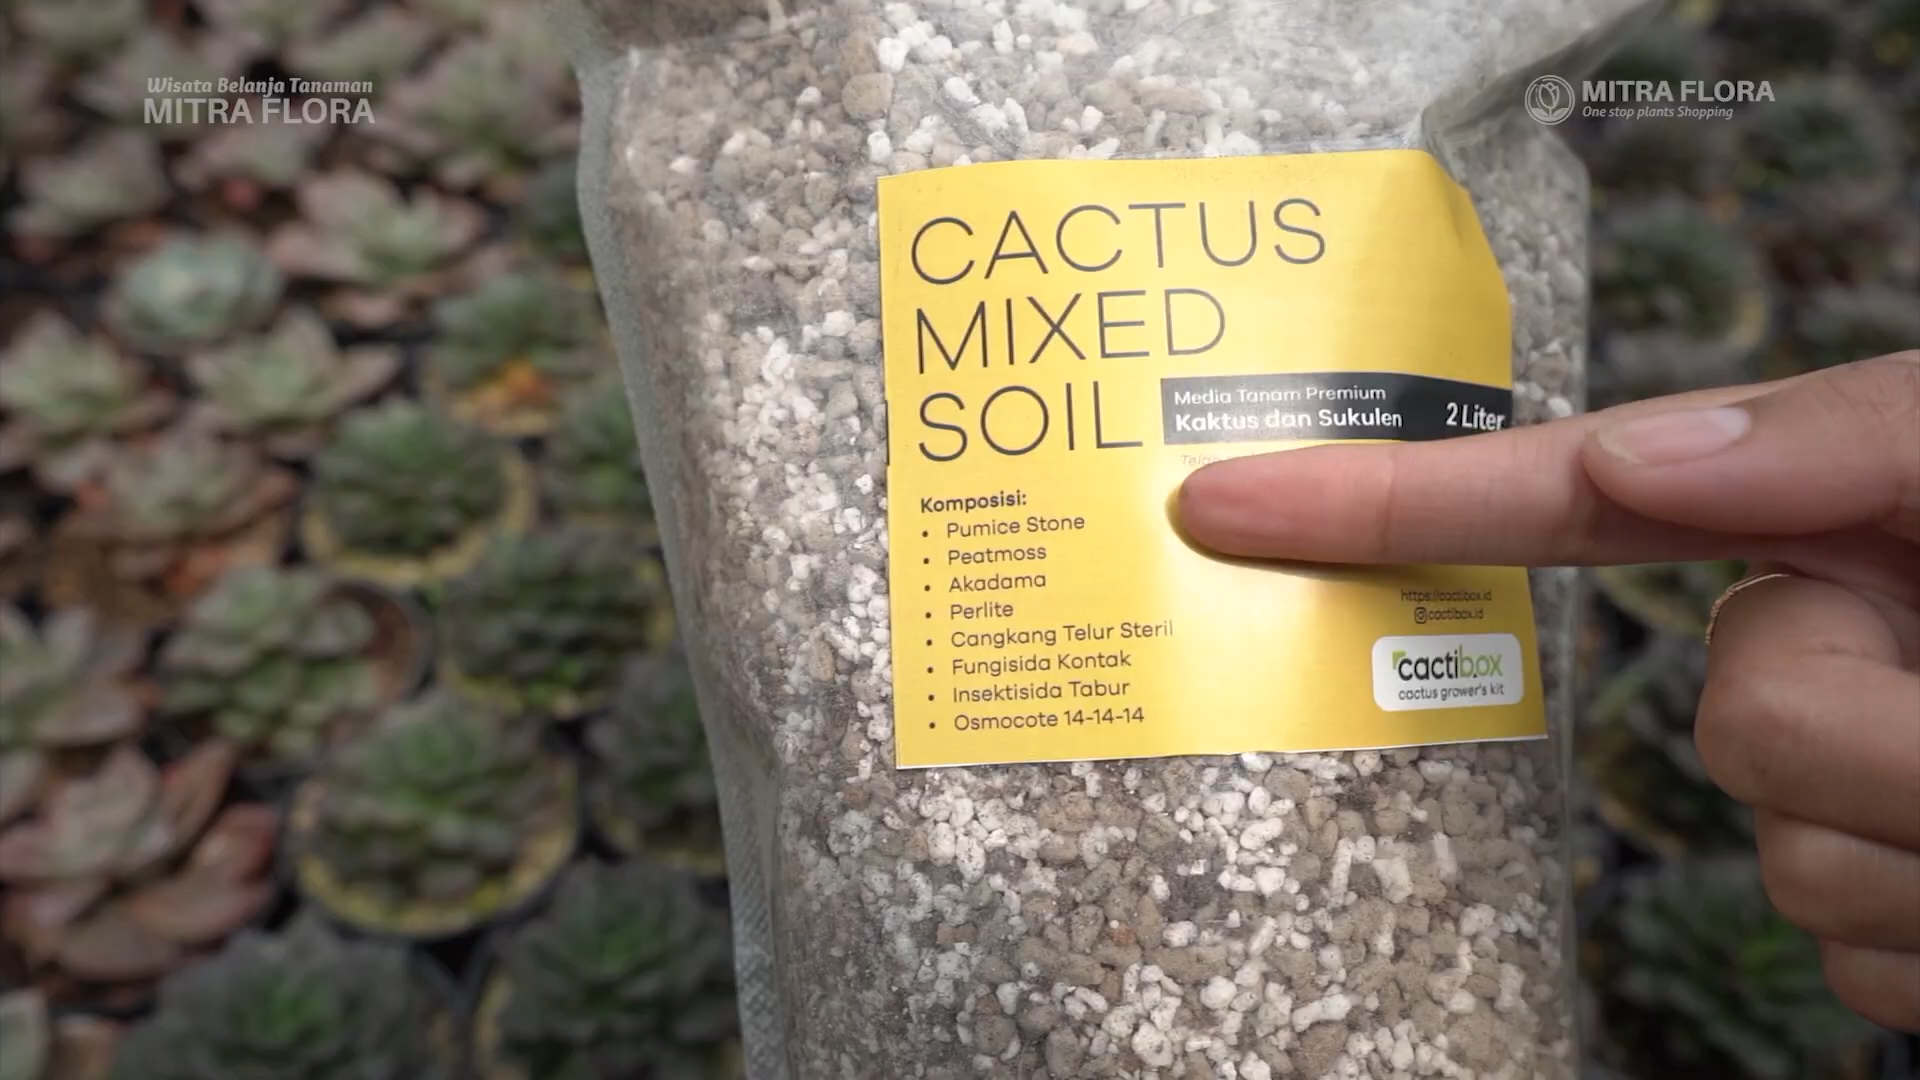 Wisata Belanja Tanaman
MITRA FLORA
MITRA FLORA
One stop plants Shopping
CACTUS
MIXED
SOIL
Media Tanam Premium
Kaktus dan Sukulen
2 Liter
Komposisi:
• Pumice Stone
• Peatmoss
• Akadama
• Perlite
• Cangkang Telur Steril
• Fungisida Kontak
• Insektisida Tabur
• Osmocote 14-14-14
https://cactibox.id
cactibox.id
cactibox
cactus grower's kit